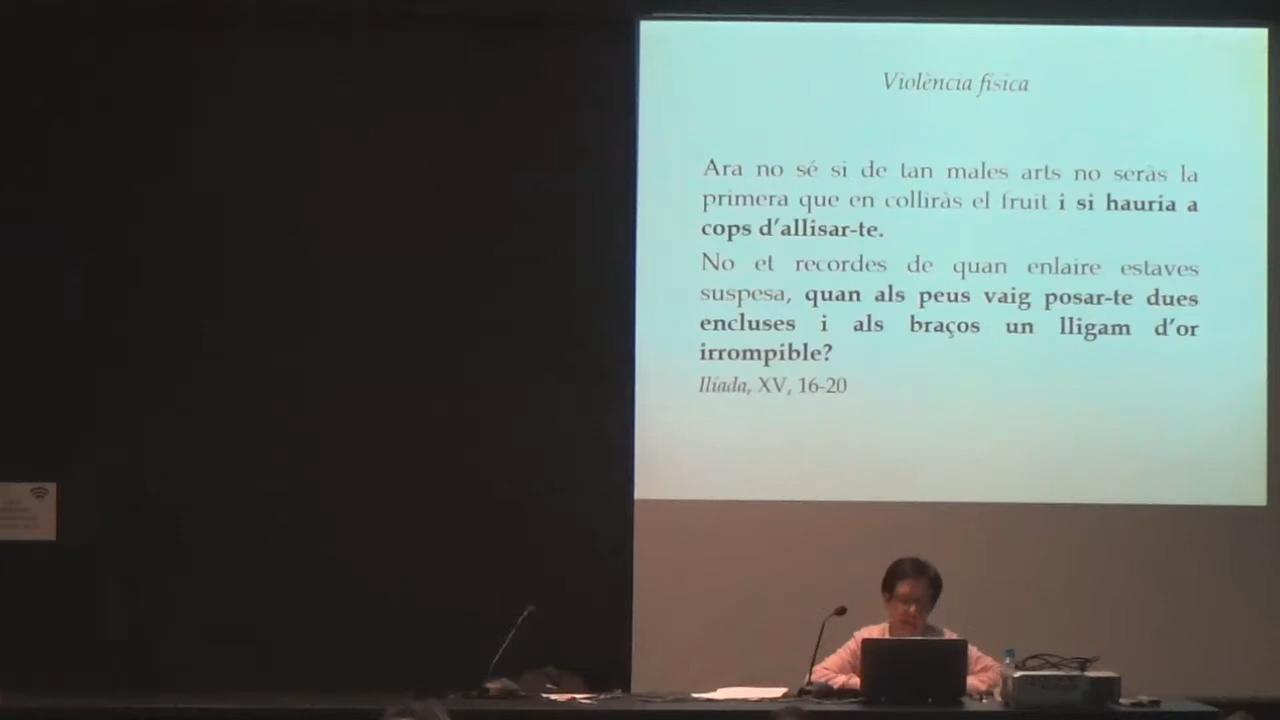 Violència física
Ara no sé si de tan males arts no seràs la
primera que en colliràs el fruit i si hauria a
cops d'allisar-te.
No et recordes de quan enlaire estaves
suspesa, quan als peus vaig posar-te dues
encluses i als braços un lligam d'or
irrompible?
Ilíada, XV, 16-20